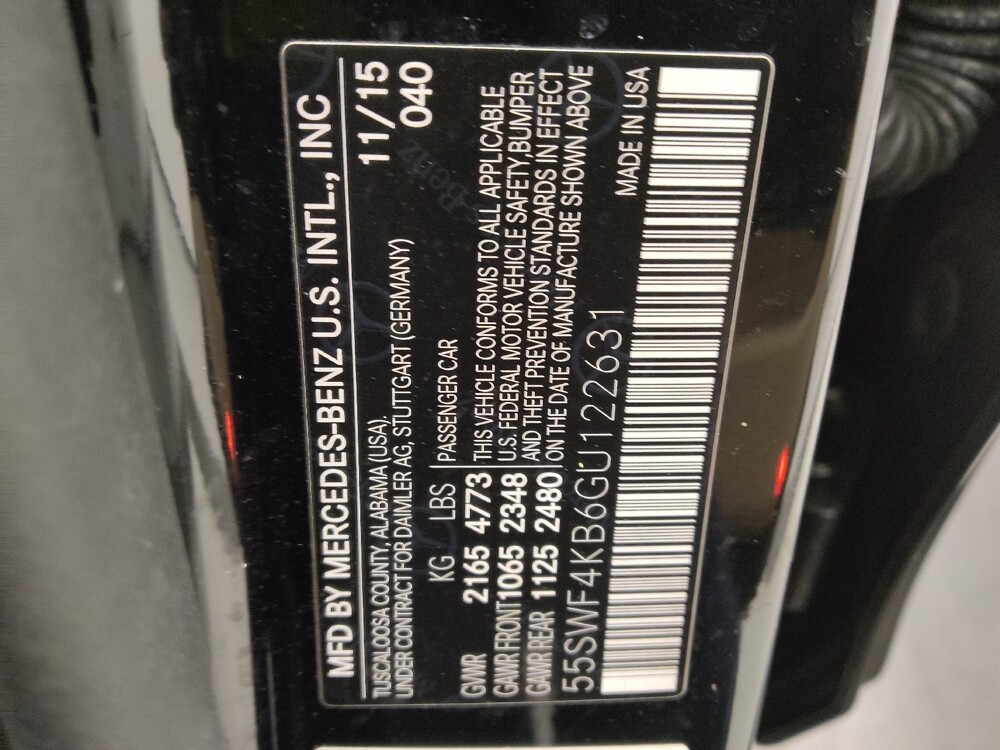 MFD BY MERCEDES-BENZ U.S. INTL., INC
TUSCALOOSA COUNTY, ALABAMA (USA).
11/15
UNDER CONTRACT FOR DAIMLER AG, STUTTGART (GERMANY)
040
KG LBS PASSENGER CAR
GVWR 2165 4773 THIS VEHICLE CONFORMS TO ALL APPLICABLE
GAWR FRONT 1065 2348 U.S. FEDERAL MOTOR VEHICLE SAFETY, BUMPER
GAWR REAR 1125 2480 AND THEFT PREVENTION STANDARDS IN EFFECT
ON THE DATE OF MANUFACTURE SHOWN ABOVE
55SWF4KB6GU122631
MADE IN USA